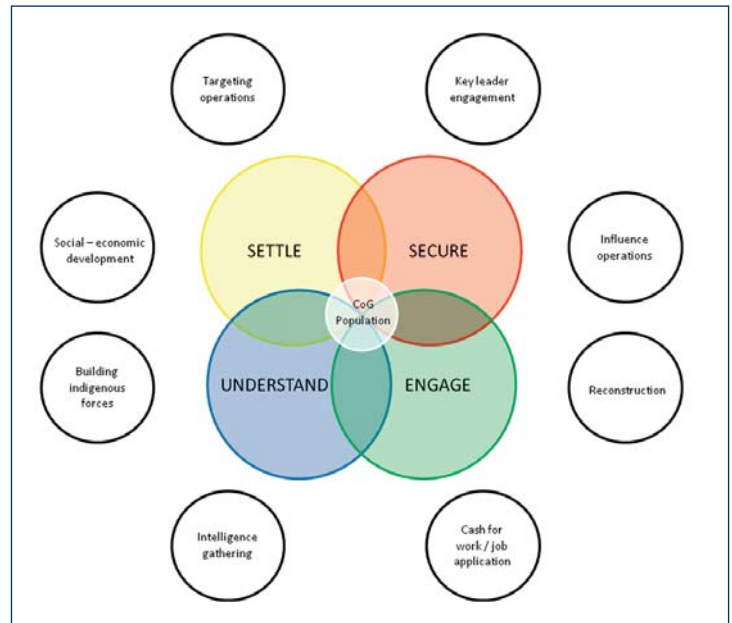 Targeting
operations
Key leader
engagement
Social – economic
development
SETTLE
SECURE
Influence
operations
CoG
Population
Building
indigenous
forces
UNDERSTAND
ENGAGE
Reconstruction
Intelligence
gathering
Cash for
work / job
application